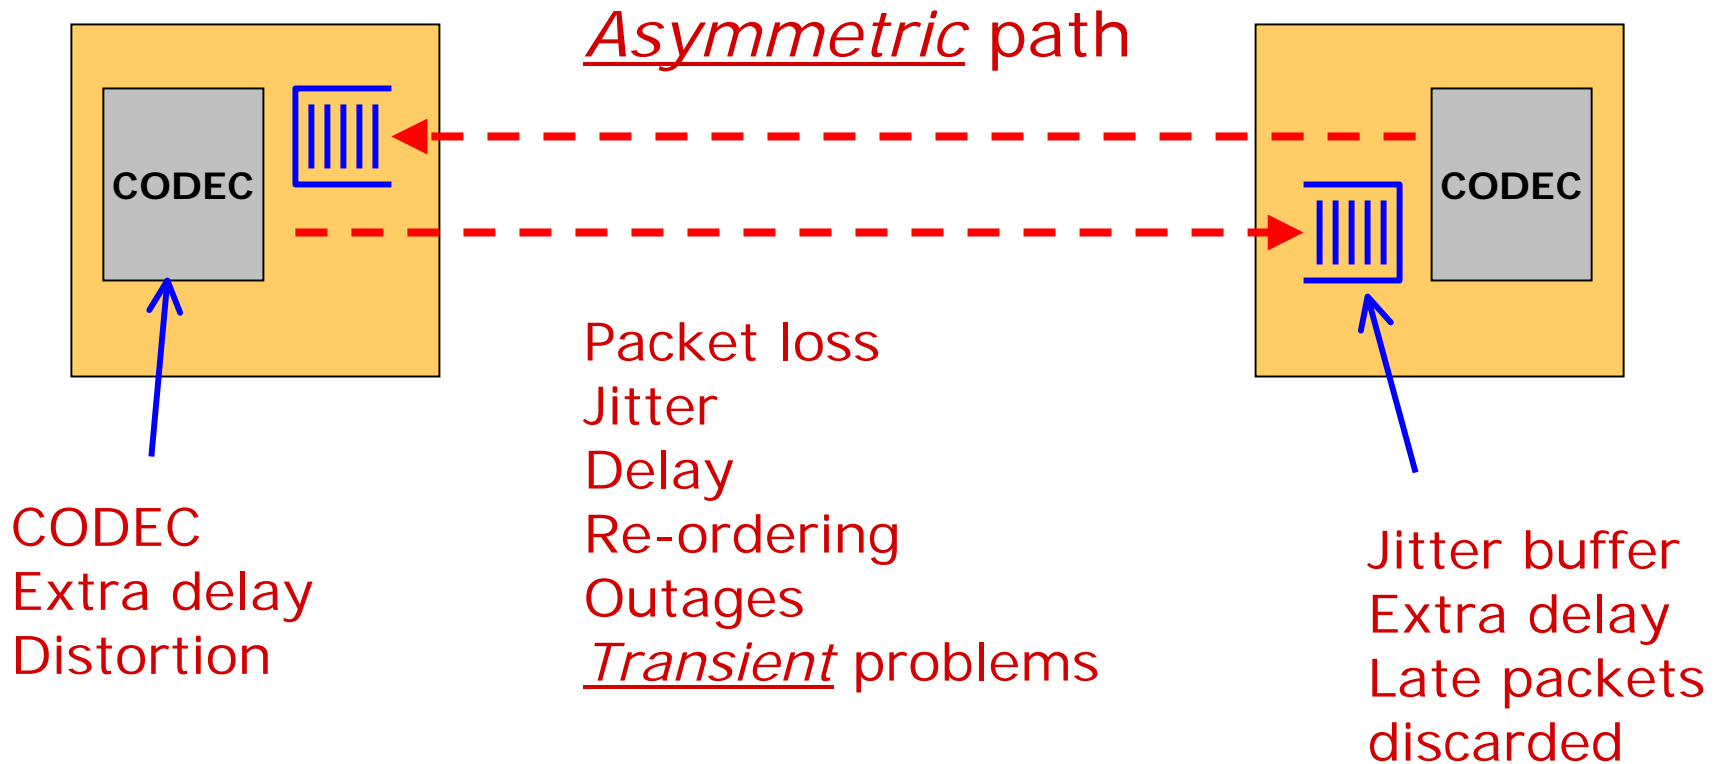 Asymmetric path
CODEC
CODEC
Packet loss
Jitter
Delay
Re-ordering
Outages
Transient problems
CODEC
Extra delay
Distortion
Jitter buffer
Extra delay
Late packets
discarded